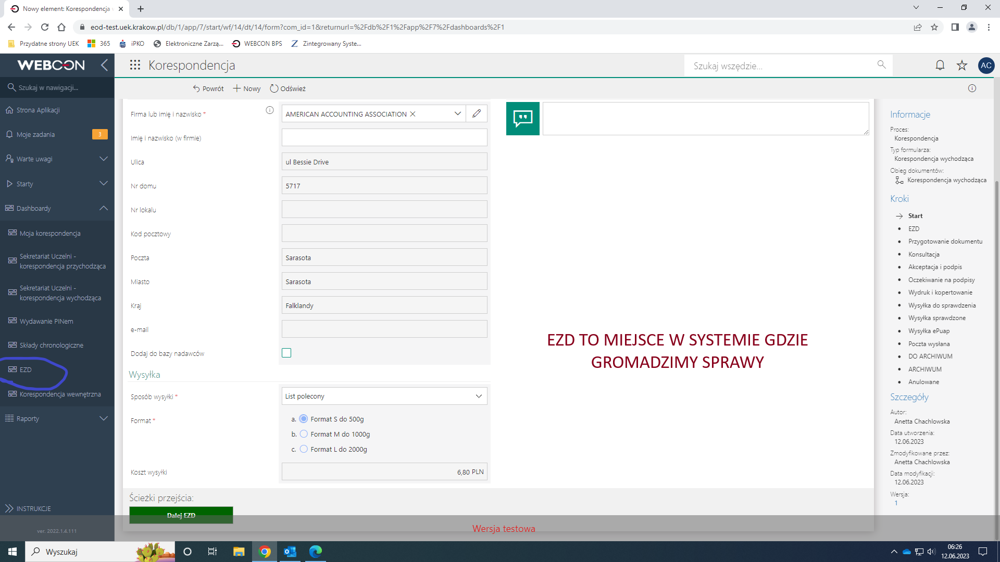 Nowy element: Korespondencja w
eod-test.uek.krakow.pl/db/1/app/7/start/wf/14/dt/14/form?com_id=1&returnurl=%2Fdb%2F1%2Fapp%2F7%2Fdashboards%2F1
Przydatne strony UEK
365
iPKO
Elektroniczne Zarzą...
WEBCON BPS
Zintegrowany Syste...
WEBCON
Korespondencja
Szukaj wszędzie...
AC
Szukaj w nawigacji...
Powrót
Nowy
Odśwież
Strona Aplikacji
Moje zadania
3
Warte uwagi
Starty
Dashboardy
Moja korespondencja
Sekretariat Uczelni -
korespondencja przychodząca
Sekretariat Uczelni -
korespondencja wychodząca
Wydawanie PINem
Składy chronologiczne
EZD
Korespondencja wewnętrzna
Raporty
INSTRUKCJE
ver. 2022.1.4.111
Firma lub imię i nazwisko *
AMERICAN ACCOUNTING ASSOCIATION
Imię i nazwisko (w firmie)
Ulica
ul Bessie Drive
Nr domu
5717
Nr lokalu
Kod pocztowy
Poczta
Sarasota
Miasto
Sarasota
Kraj
Falklandy
e-mail
Dodaj do bazy nadawców
Wysyłka
Sposób wysyłki *
List polecony
Format *
a. Format S do 500g
b. Format M do 1000g
c. Format L do 2000g
Koszt wysyłki
6,80 PLN
Ścieżki przejścia:
Dalej EZD
EZD TO MIEJSCE W SYSTEMIE GDZIE
GROMADZIMY SPRAWY
Informacje
Proces:
Korespondencja
Typ formularza:
Korespondencja wychodząca
Obieg dokumentów:
Korespondencja wychodząca
Kroki
Start
EZD
Przygotowanie dokumentu
Konsultacja
Akceptacja i podpis
Oczekiwanie na podpisy
Wydruk i kopertowanie
Wysyłka do sprawdzenia
Wysyłka sprawdzone
Wysyłka ePuap
Poczta wysłana
DO ARCHIWUM
ARCHIWUM
Anulowane
Szczegóły
Autor:
Anetta Chachlowska
Data utworzenia:
12.06.2023
Zmodyfikowane przez:
Anetta Chachlowska
Data modyfikacji:
12.06.2023
Wersja:
1
Wersja testowa
Wyszukaj
06:26
12.06.2023